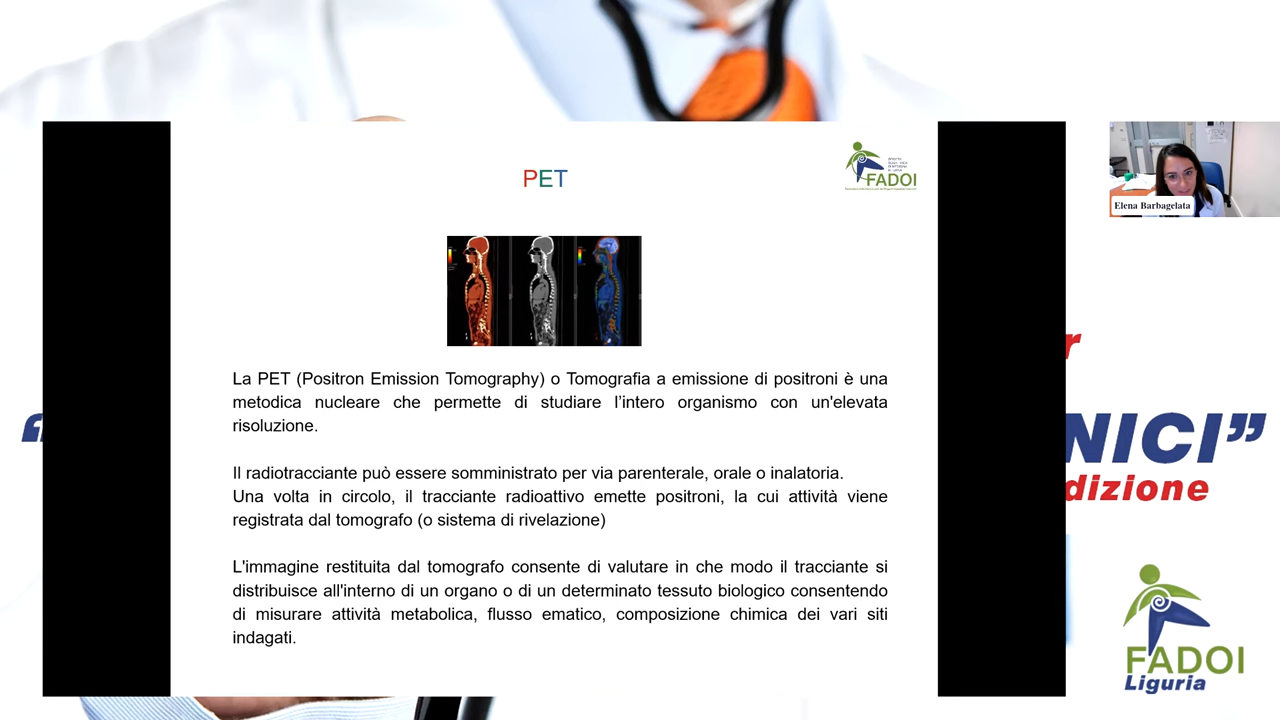 PET
FADOI
Elena Barbagelata
La PET (Positron Emission Tomography) o Tomografia a emissione di positroni è una
metodica nucleare che permette di studiare l’intero organismo con un'elevata
risoluzione.
Il radiotracciante può essere somministrato per via parenterale, orale o inalatoria.
Una volta in circolo, il tracciante radioattivo emette positroni, la cui attività viene
registrata dal tomografo (o sistema di rivelazione)
L'immagine restituita dal tomografo consente di valutare in che modo il tracciante si
distribuisce all'interno di un organo o di un determinato tessuto biologico consentendo
di misurare attività metabolica, flusso ematico, composizione chimica dei vari siti
indagati.
r
“ NICI”
dizione
FADOI
Liguria